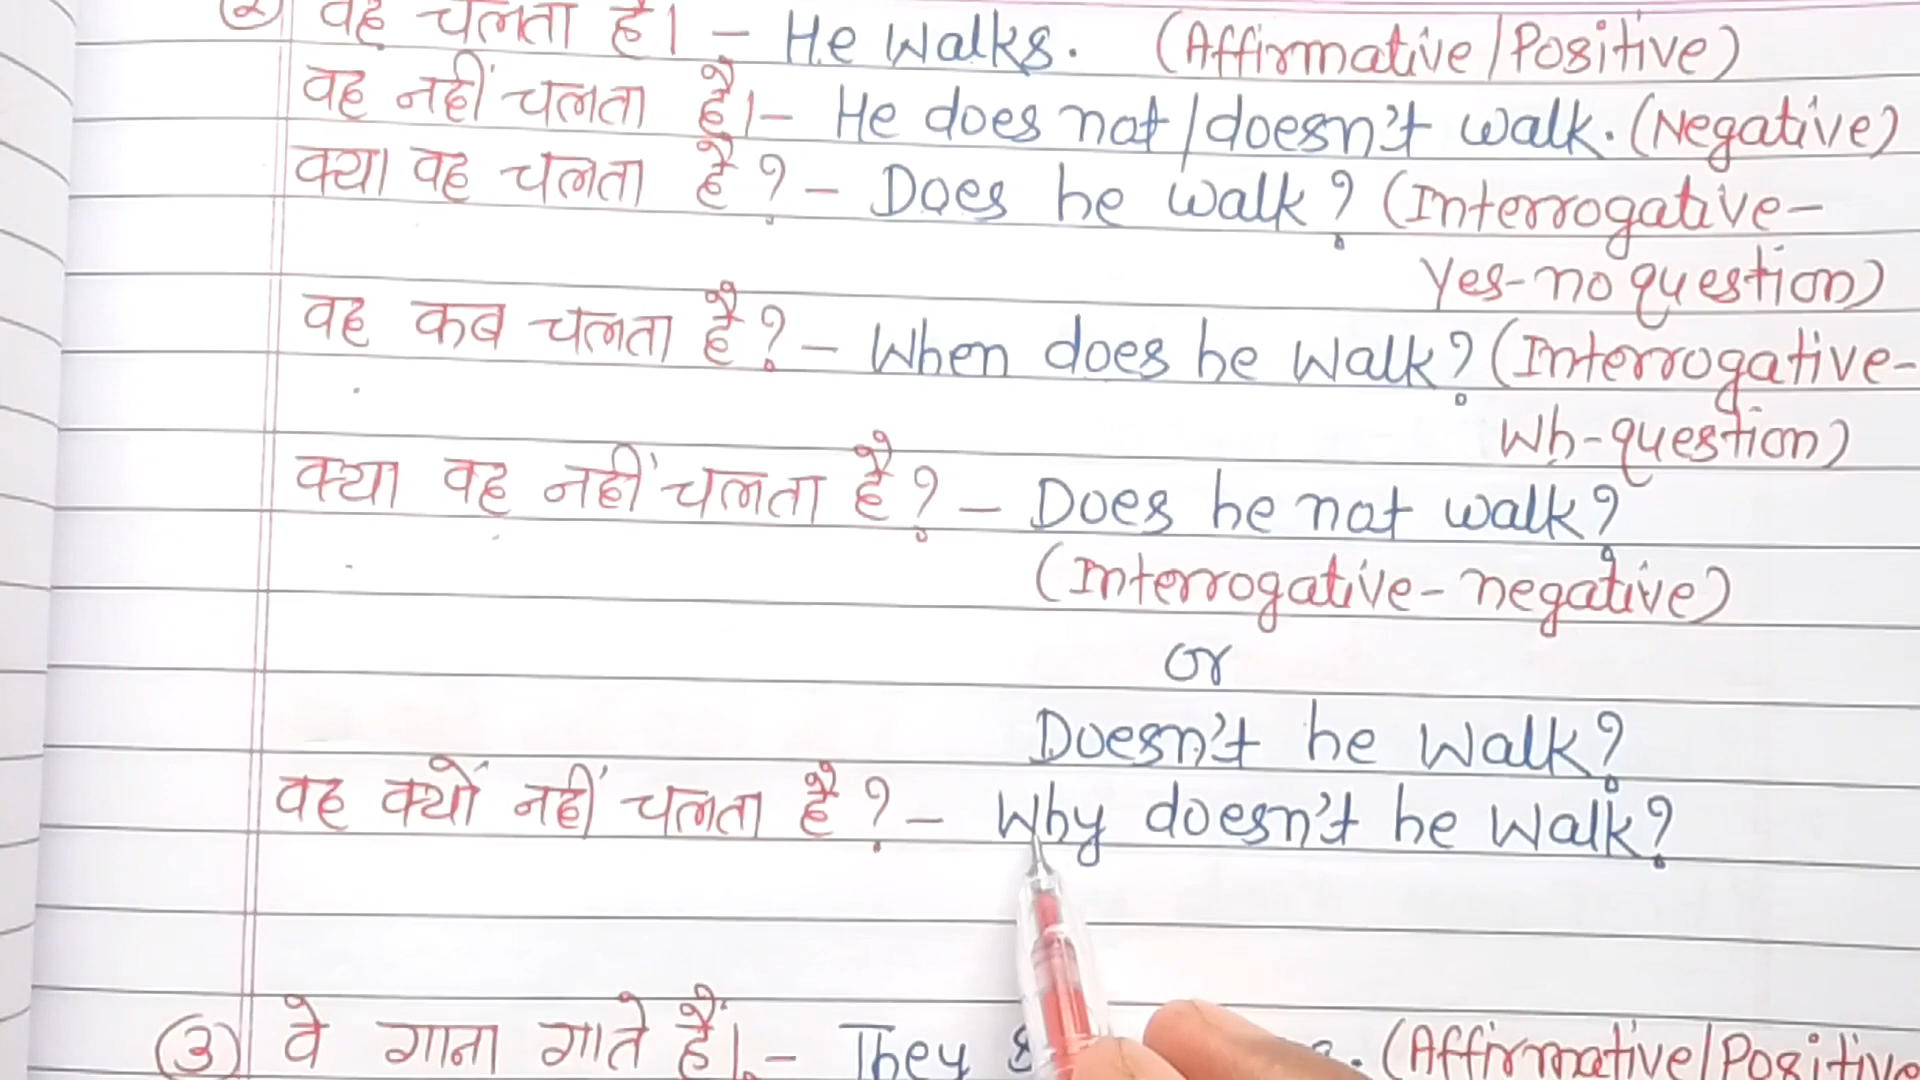 ② वह चलता है। - He walks. (Affirmative/Positive)
वह नहीं चलता है। - He does not/doesn't walk. (Negative)
क्या वह चलता है? - Does he walk? (Interrogative-
Yes-no question)
वह कब चलता है? - When does he walk? (Interrogative-
Wh-question)
क्या वह नहीं चलता है? - Does he not walk?
(Interrogative-negative)
or
Doesn't he walk?
वह क्यों नहीं चलता है? - Why doesn't he walk?
③ वे गाना गाते हैं। - They (Affirmative/Positive